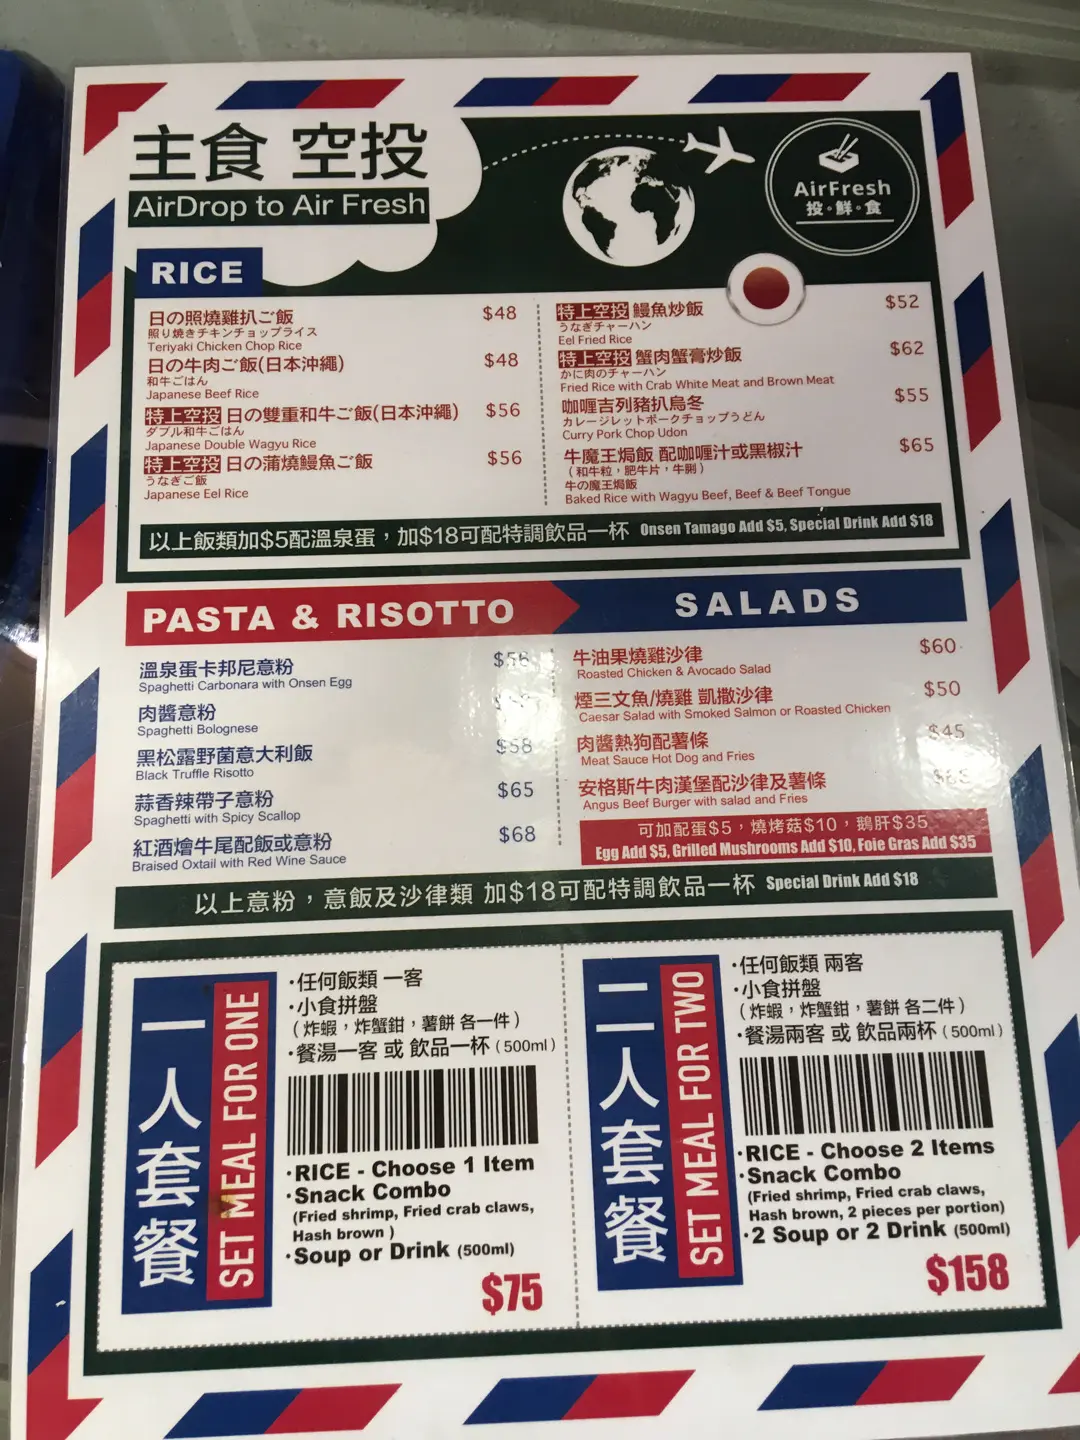 主食 空投
AirDrop to Air Fresh
AirFresh
投。鮮。食
RICE
日の照燒雞扒ご飯 $48
照り焼きチキンチョップライス
Teriyaki Chicken Chop Rice
日の牛肉ご飯(日本沖繩) $48
和牛ごはん
Japanese Beef Rice
特上空投 日の雙重和牛ご飯(日本沖繩) $56
ダブル和牛ごはん
Japanese Double Wagyu Rice
特上空投 日の蒲燒鰻魚ご飯 $56
うなぎご飯
Japanese Eel Rice
特上空投 鰻魚炒飯 $52
うなぎチャーハン
Eel Fried Rice
特上空投 蟹肉蟹膏炒飯 $62
かに肉のチャーハン
Fried Rice with Crab White Meat and Brown Meat
咖喱吉列豬扒烏冬 $55
カレージレットポークチョップうどん
Curry Pork Chop Udon
牛魔王焗飯 配咖喱汁或黑椒汁 $65
（和牛粒，肥牛片，牛脷）
牛の魔王焗飯
Baked Rice with Wagyu Beef, Beef & Beef Tongue
以上飯類加$5配溫泉蛋，加$18可配特調飲品一杯 Onsen Tamago Add $5, Special Drink Add $18
PASTA & RISOTTO
溫泉蛋卡邦尼意粉
Spaghetti Carbonara with Onsen Egg
肉醬意粉
Spaghetti Bolognese
黑松露野菌意大利飯 $58
Black Truffle Risotto
蒜香辣帶子意粉 $65
Spaghetti with Spicy Scallop
紅酒燴牛尾配飯或意粉 $68
Braised Oxtail with Red Wine Sauce
SALADS
牛油果燒雞沙律 $60
Roasted Chicken & Avocado Salad
煙三文魚/燒雞 凱撒沙律 $50
Caesar Salad with Smoked Salmon or Roasted Chicken
肉醬熱狗配薯條 $45
Meat Sauce Hot Dog and Fries
安格斯牛肉漢堡配沙律及薯條
Angus Beef Burger with salad and Fries
可加配蛋$5，燒烤菇$10，鵝肝$35
Egg Add $5, Grilled Mushrooms Add $10, Foie Gras Add $35
以上意粉，意飯及沙律類 加$18可配特調飲品一杯 Special Drink Add $18
一人套餐
SET MEAL FOR ONE
·任何飯類 一客
·小食拼盤
（炸蝦，炸蟹鉗，薯餅 各一件）
·餐湯一客 或 飲品一杯（500ml）
·RICE - Choose 1 Item
·Snack Combo
(Fried shrimp, Fried crab claws,
Hash brown )
·Soup or Drink (500ml)
$75
二人套餐
SET MEAL FOR TWO
·任何飯類 兩客
·小食拼盤
（炸蝦，炸蟹鉗，薯餅 各二件）
·餐湯兩客 或 飲品兩杯（500ml）
·RICE - Choose 2 Items
·Snack Combo
(Fried shrimp, Fried crab claws,
Hash brown, 2 pieces per portion)
·2 Soup or 2 Drink (500ml)
$158